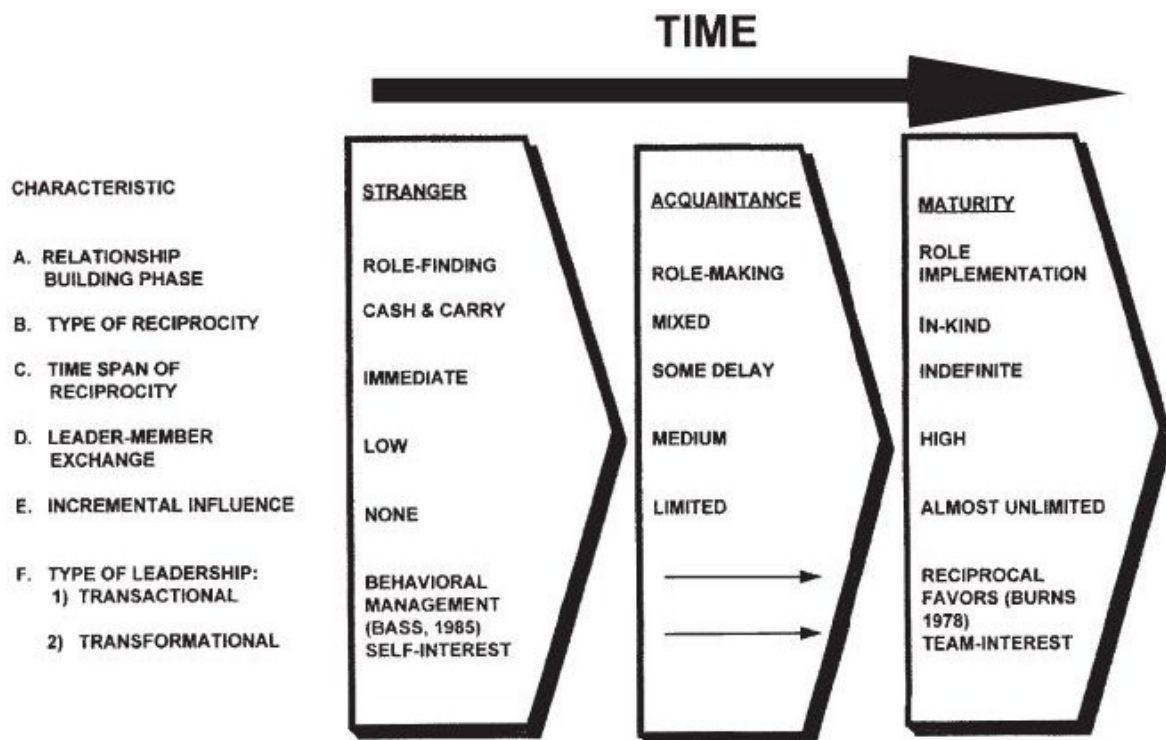 TIME
CHARACTERISTIC
A. RELATIONSHIP
BUILDING PHASE
B. TYPE OF RECIPROCITY
C. TIME SPAN OF
RECIPROCITY
D. LEADER-MEMBER
EXCHANGE
E. INCREMENTAL INFLUENCE
F. TYPE OF LEADERSHIP:
1) TRANSACTIONAL
2) TRANSFORMATIONAL
STRANGER
ROLE-FINDING
CASH & CARRY
IMMEDIATE
LOW
NONE
BEHAVIORAL
MANAGEMENT
(BASS, 1985)
SELF-INTEREST
ACQUAINTANCE
ROLE-MAKING
MIXED
SOME DELAY
MEDIUM
LIMITED
MATURITY
ROLE
IMPLEMENTATION
IN-KIND
INDEFINITE
HIGH
ALMOST UNLIMITED
RECIPROCAL
FAVORS (BURNS
1978)
TEAM-INTEREST